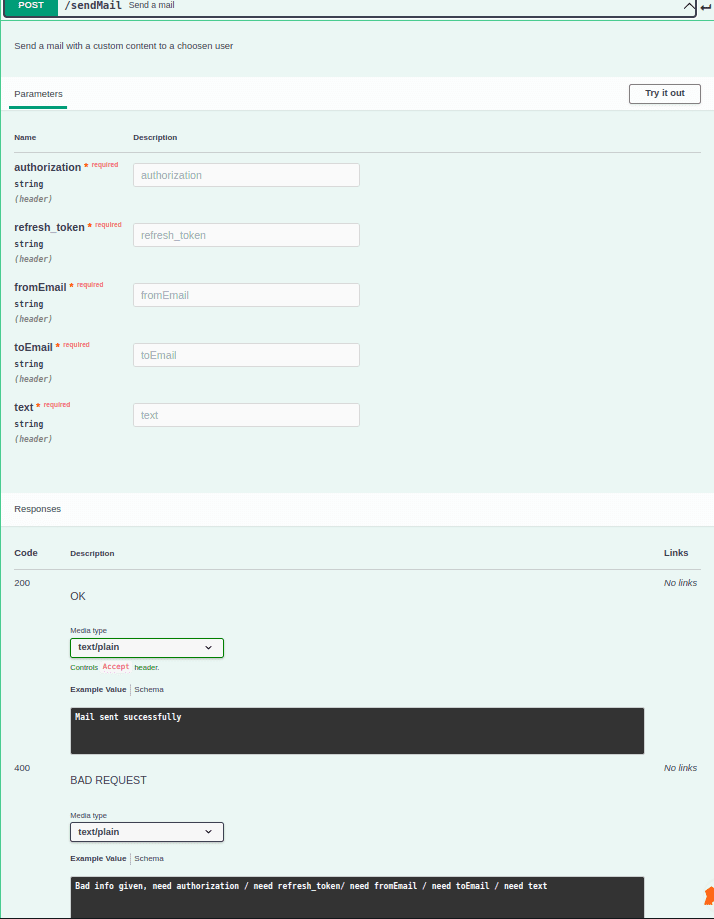 POST /sendMail Send a mail
Send a mail with a custom content to a choosen user
Parameters
Try it out
Name Description
authorization * required
string
(header)
authorization
refresh_token * required
string
(header)
refresh_token
fromEmail * required
string
(header)
fromEmail
toEmail * required
string
(header)
toEmail
text * required
string
(header)
text
Responses
Code Description Links
200 No links
OK
Media type
text/plain
Controls Accept header.
Example Value Schema
Mail sent successfully
400 No links
BAD REQUEST
Media type
text/plain
Example Value Schema
Bad info given, need authorization / need refresh_token/ need fromEmail / need toEmail / need text